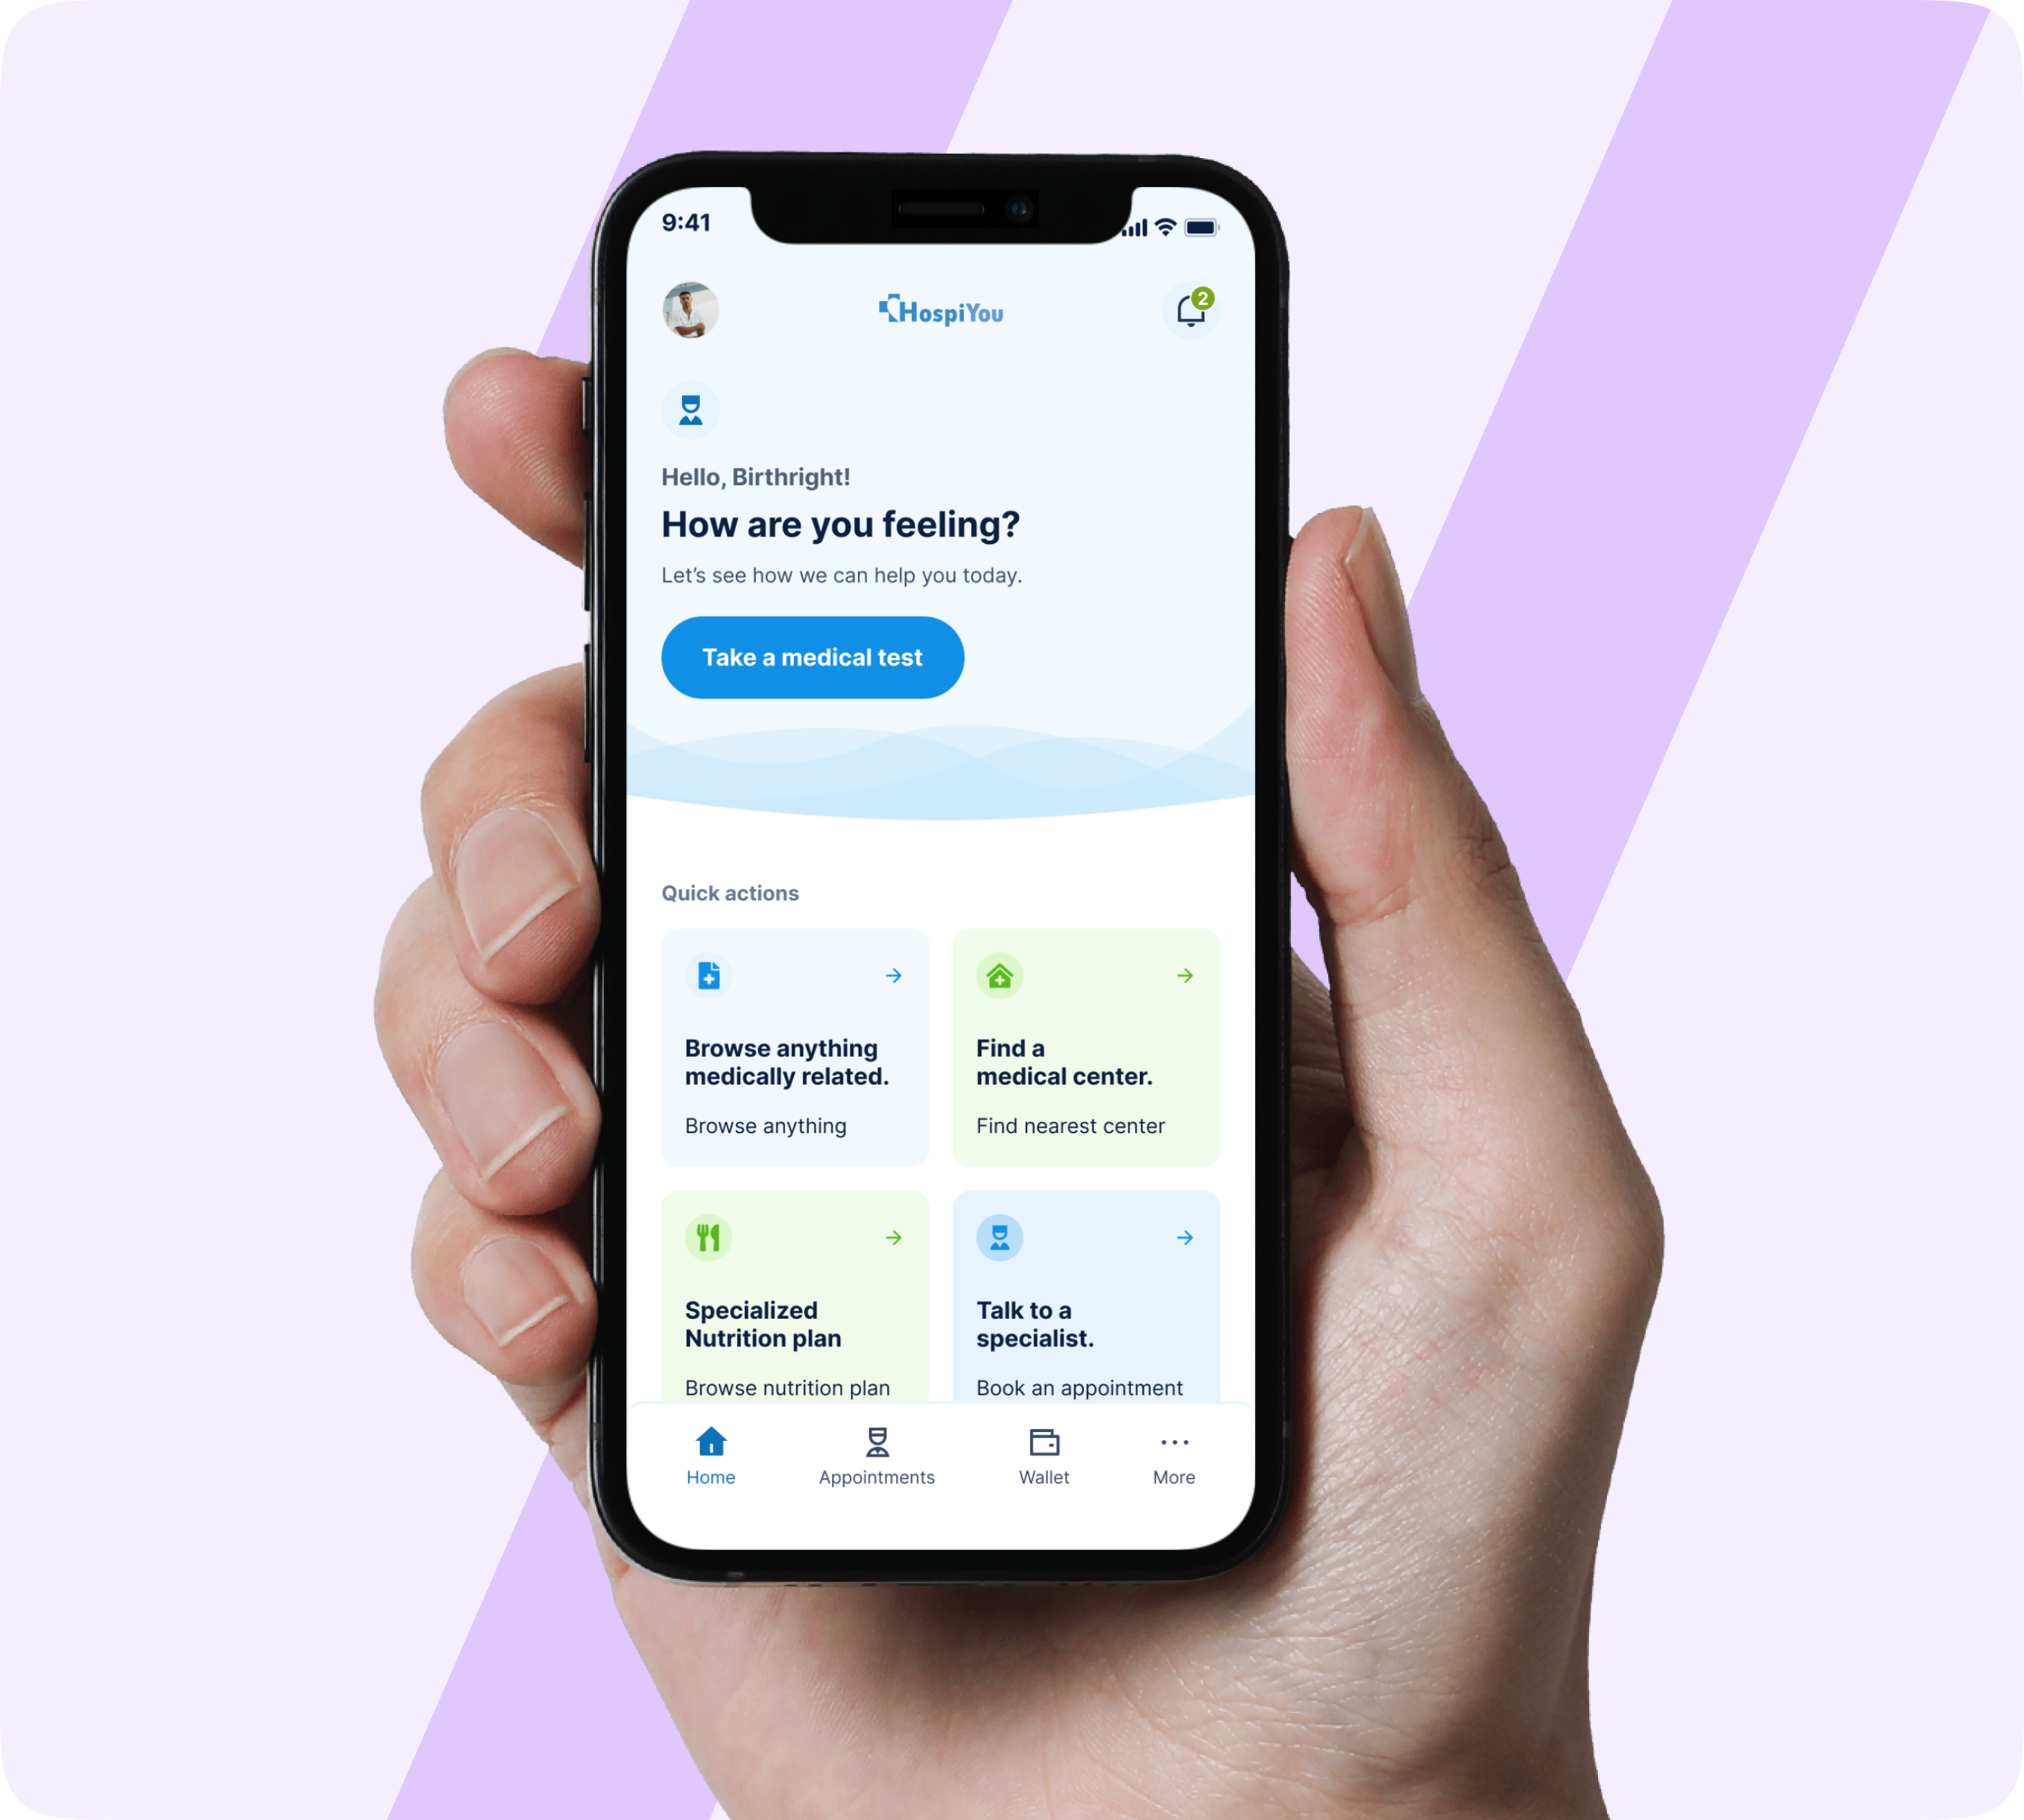 9:41
HospiYou
2
Hello, Birthright!
How are you feeling?
Let’s see how we can help you today.
Take a medical test
Quick actions
Browse anything
medically related.
Browse anything
Find a
medical center.
Find nearest center
Specialized
Nutrition plan
Browse nutrition plan
Talk to a
specialist.
Book an appointment
Home
Appointments
Wallet
More